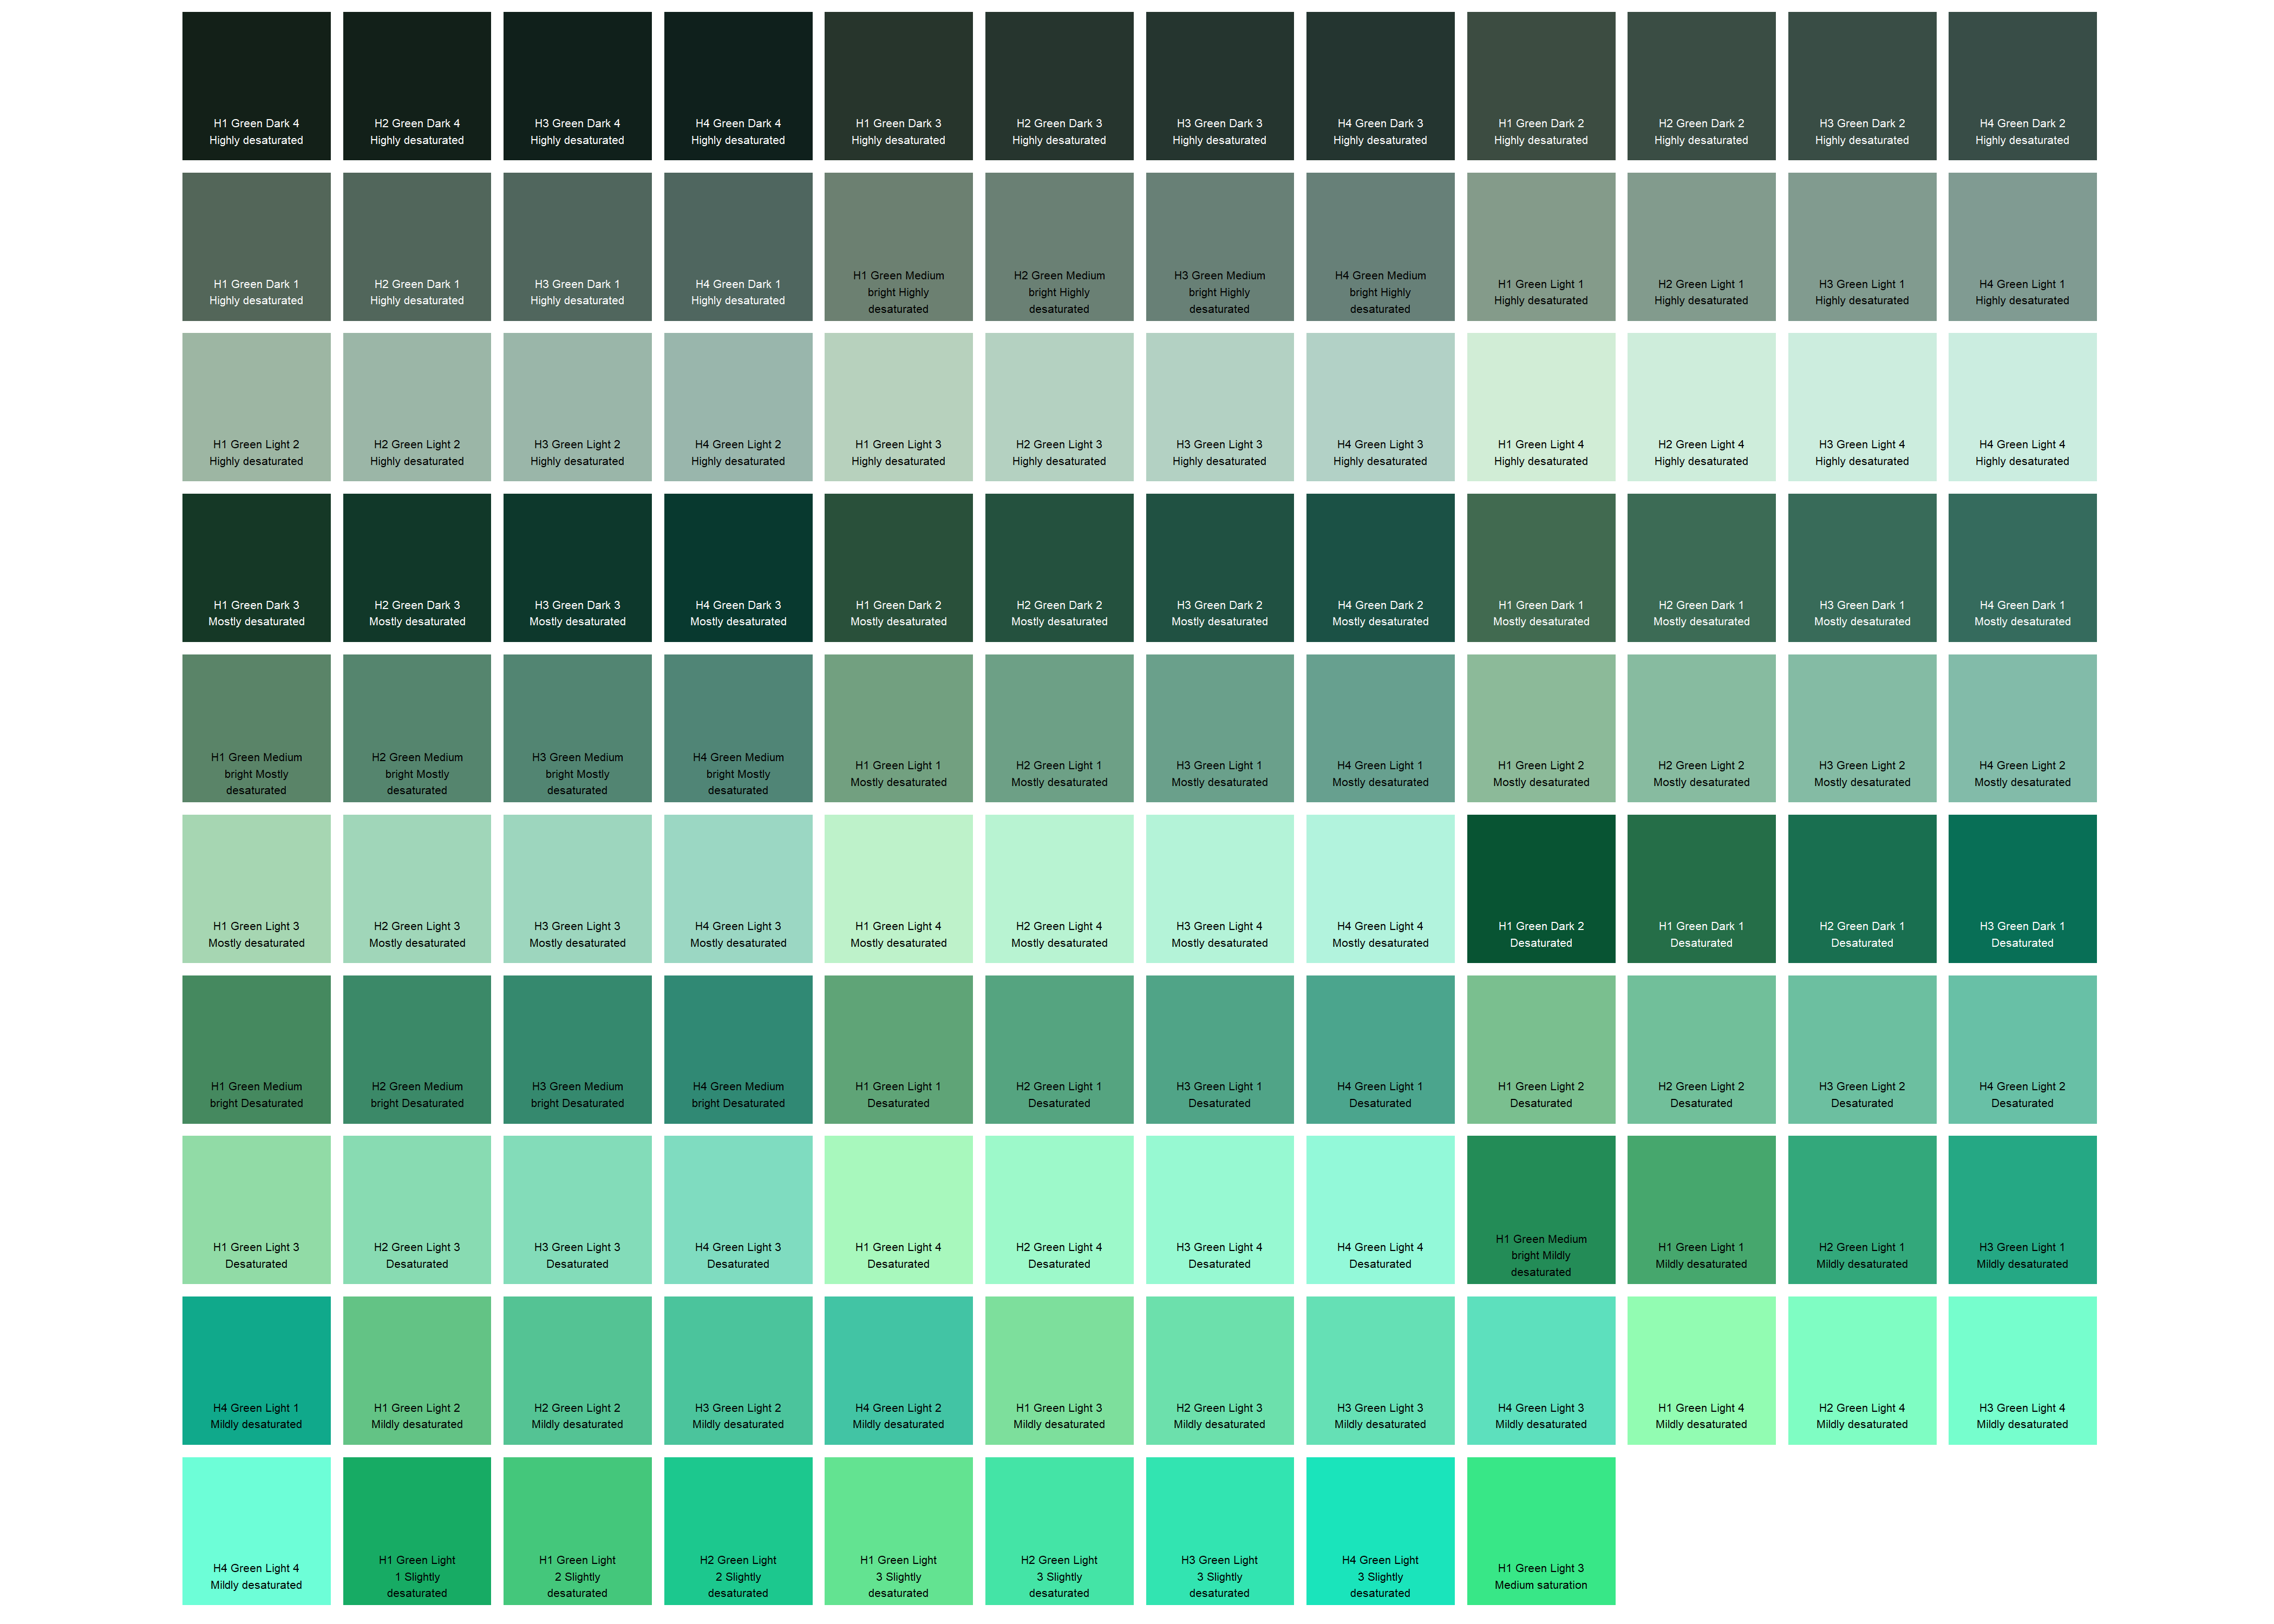 H1 Green Dark 4
Highly desaturated
H2 Green Dark 4
Highly desaturated
H3 Green Dark 4
Highly desaturated
H4 Green Dark 4
Highly desaturated
H1 Green Dark 3
Highly desaturated
H2 Green Dark 3
Highly desaturated
H3 Green Dark 3
Highly desaturated
H4 Green Dark 3
Highly desaturated
H1 Green Dark 2
Highly desaturated
H2 Green Dark 2
Highly desaturated
H3 Green Dark 2
Highly desaturated
H4 Green Dark 2
Highly desaturated
H1 Green Dark 1
Highly desaturated
H2 Green Dark 1
Highly desaturated
H3 Green Dark 1
Highly desaturated
H4 Green Dark 1
Highly desaturated
H1 Green Medium
bright Highly
desaturated
H2 Green Medium
bright Highly
desaturated
H3 Green Medium
bright Highly
desaturated
H4 Green Medium
bright Highly
desaturated
H1 Green Light 1
Highly desaturated
H2 Green Light 1
Highly desaturated
H3 Green Light 1
Highly desaturated
H4 Green Light 1
Highly desaturated
H1 Green Light 2
Highly desaturated
H2 Green Light 2
Highly desaturated
H3 Green Light 2
Highly desaturated
H4 Green Light 2
Highly desaturated
H1 Green Light 3
Highly desaturated
H2 Green Light 3
Highly desaturated
H3 Green Light 3
Highly desaturated
H4 Green Light 3
Highly desaturated
H1 Green Light 4
Highly desaturated
H2 Green Light 4
Highly desaturated
H3 Green Light 4
Highly desaturated
H4 Green Light 4
Highly desaturated
H1 Green Dark 3
Mostly desaturated
H2 Green Dark 3
Mostly desaturated
H3 Green Dark 3
Mostly desaturated
H4 Green Dark 3
Mostly desaturated
H1 Green Dark 2
Mostly desaturated
H2 Green Dark 2
Mostly desaturated
H3 Green Dark 2
Mostly desaturated
H4 Green Dark 2
Mostly desaturated
H1 Green Dark 1
Mostly desaturated
H2 Green Dark 1
Mostly desaturated
H3 Green Dark 1
Mostly desaturated
H4 Green Dark 1
Mostly desaturated
H1 Green Medium
bright Mostly
desaturated
H2 Green Medium
bright Mostly
desaturated
H3 Green Medium
bright Mostly
desaturated
H4 Green Medium
bright Mostly
desaturated
H1 Green Light 1
Mostly desaturated
H2 Green Light 1
Mostly desaturated
H3 Green Light 1
Mostly desaturated
H4 Green Light 1
Mostly desaturated
H1 Green Light 2
Mostly desaturated
H2 Green Light 2
Mostly desaturated
H3 Green Light 2
Mostly desaturated
H4 Green Light 2
Mostly desaturated
H1 Green Light 3
Mostly desaturated
H2 Green Light 3
Mostly desaturated
H3 Green Light 3
Mostly desaturated
H4 Green Light 3
Mostly desaturated
H1 Green Light 4
Mostly desaturated
H2 Green Light 4
Mostly desaturated
H3 Green Light 4
Mostly desaturated
H4 Green Light 4
Mostly desaturated
H1 Green Dark 2
Desaturated
H1 Green Dark 1
Desaturated
H2 Green Dark 1
Desaturated
H3 Green Dark 1
Desaturated
H1 Green Medium
bright Desaturated
H2 Green Medium
bright Desaturated
H3 Green Medium
bright Desaturated
H4 Green Medium
bright Desaturated
H1 Green Light 1
Desaturated
H2 Green Light 1
Desaturated
H3 Green Light 1
Desaturated
H4 Green Light 1
Desaturated
H1 Green Light 2
Desaturated
H2 Green Light 2
Desaturated
H3 Green Light 2
Desaturated
H4 Green Light 2
Desaturated
H1 Green Light 3
Desaturated
H2 Green Light 3
Desaturated
H3 Green Light 3
Desaturated
H4 Green Light 3
Desaturated
H1 Green Light 4
Desaturated
H2 Green Light 4
Desaturated
H3 Green Light 4
Desaturated
H4 Green Light 4
Desaturated
H1 Green Medium
bright Mildly
desaturated
H1 Green Light 1
Mildly desaturated
H2 Green Light 1
Mildly desaturated
H3 Green Light 1
Mildly desaturated
H4 Green Light 1
Mildly desaturated
H1 Green Light 2
Mildly desaturated
H2 Green Light 2
Mildly desaturated
H3 Green Light 2
Mildly desaturated
H4 Green Light 2
Mildly desaturated
H1 Green Light 3
Mildly desaturated
H2 Green Light 3
Mildly desaturated
H3 Green Light 3
Mildly desaturated
H4 Green Light 3
Mildly desaturated
H1 Green Light 4
Mildly desaturated
H2 Green Light 4
Mildly desaturated
H3 Green Light 4
Mildly desaturated
H4 Green Light 4
Mildly desaturated
H1 Green Light
1 Slightly
desaturated
H1 Green Light
2 Slightly
desaturated
H2 Green Light
2 Slightly
desaturated
H1 Green Light
3 Slightly
desaturated
H2 Green Light
3 Slightly
desaturated
H3 Green Light
3 Slightly
desaturated
H4 Green Light
3 Slightly
desaturated
H1 Green Light 3
Medium saturation